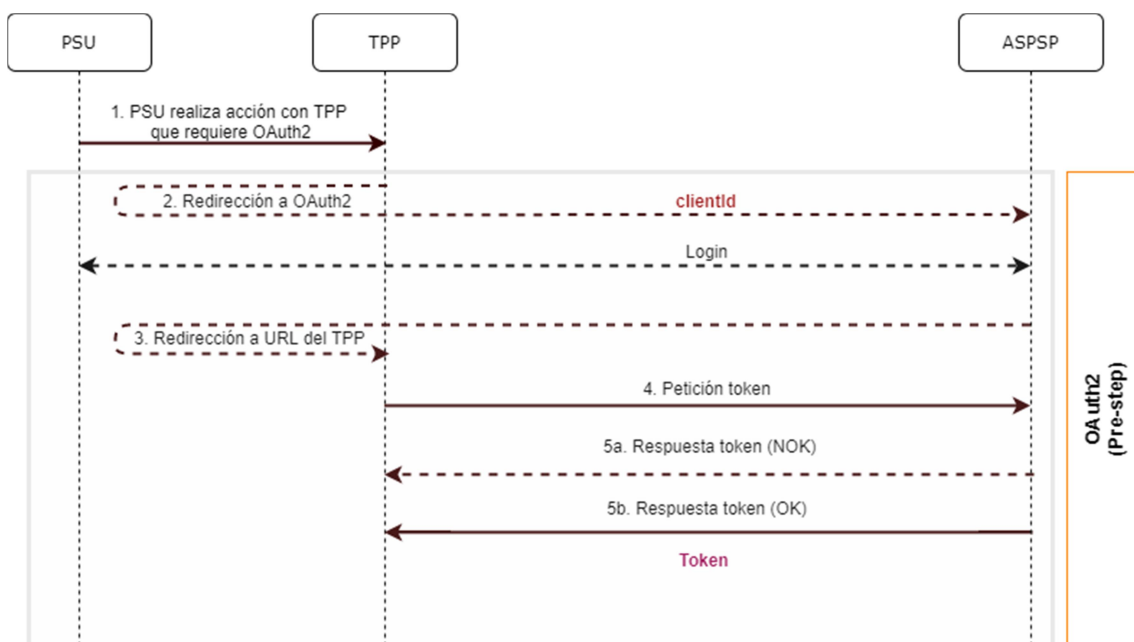 PSU
TPP
ASPSP
1. PSU realiza acción con TPP
que requiere OAuth2
2. Redirección a OAuth2
clientId
Login
3. Redirección a URL del TPP
4. Petición token
5a. Respuesta token (NOK)
5b. Respuesta token (OK)
Token
OAuth2
(Pre-step)